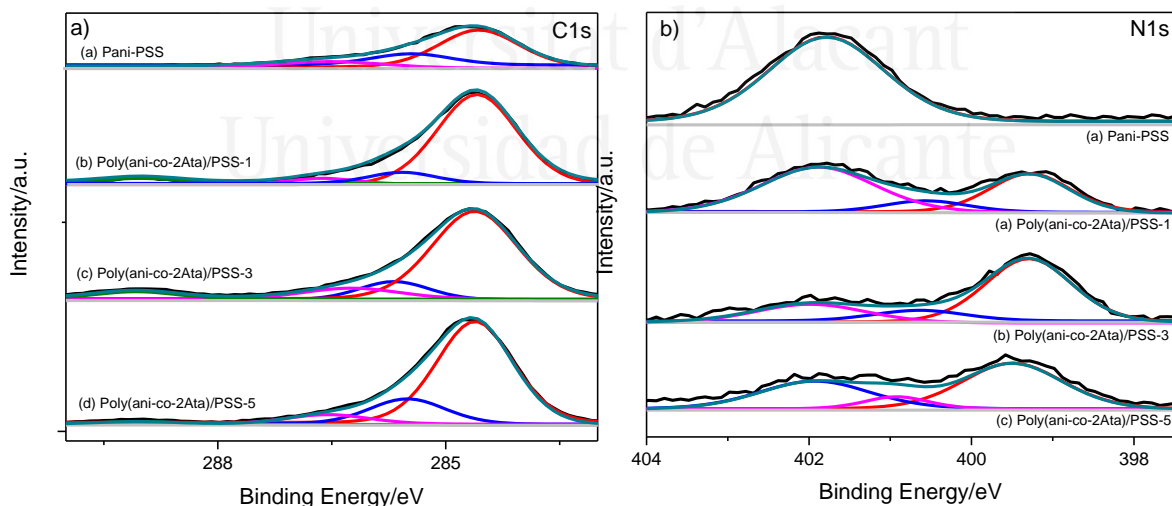 Universitat d'Alacant
Universidad de Alicante
a)
C1s
(a) Pani-PSS
(b) Poly(ani-co-2Ata)/PSS-1
(c) Poly(ani-co-2Ata)/PSS-3
(d) Poly(ani-co-2Ata)/PSS-5
Intensity/a.u.
288
285
Binding Energy/eV
b)
N1s
(a) Pani-PSS
(a) Poly(ani-co-2Ata)/PSS-1
(b) Poly(ani-co-2Ata)/PSS-3
(c) Poly(ani-co-2Ata)/PSS-5
Intensity/a.u.
404
402
400
398
Binding Energy/eV